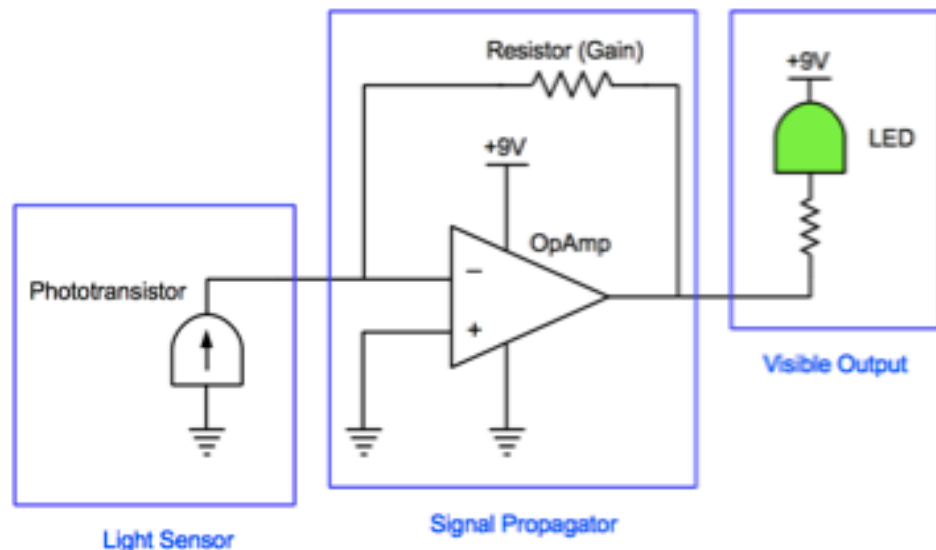 Resistor (Gain)
+9V
LED
+9V
OpAmp
Phototransistor
−
+
Visible Output
Signal Propagator
Light Sensor